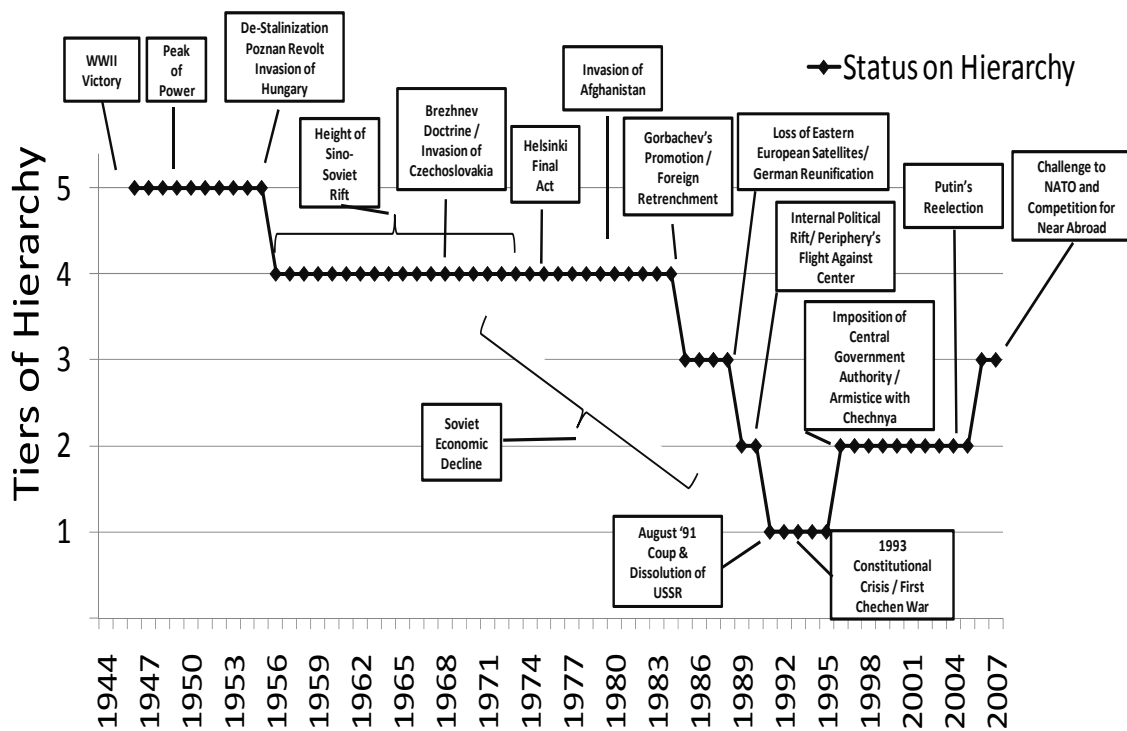 WWII
Victory
Peak
of
Power
De-Stalinization
Poznan Revolt
Invasion of
Hungary
Height of
Sino-
Soviet
Rift
Brezhnev
Doctrine /
Invasion of
Czechoslovakia
Helsinki
Final
Act
Invasion of
Afghanistan
Gorbachev's
Promotion /
Foreign
Retrenchment
Loss of Eastern
European Satellites/
German Reunification
Internal Political
Rift/ Periphery's
Flight Against
Center
Imposition of
Central
Government
Authority /
Armistice with
Chechnya
Putin's
Reelection
Challenge to
NATO and
Competition for
Near Abroad
Status on Hierarchy
Soviet
Economic
Decline
August '91
Coup &
Dissolution of
USSR
1993
Constitutional
Crisis / First
Chechen War
Tiers of Hierarchy
5
4
3
2
1
1944
1947
1950
1953
1956
1959
1962
1965
1968
1971
1974
1977
1980
1983
1986
1989
1992
1995
1998
2001
2004
2007